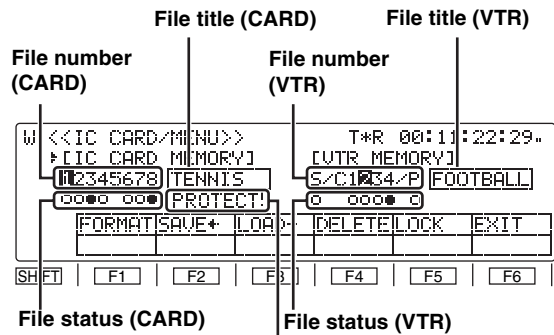 File title (CARD)
File title (VTR)
File number (CARD)
File number (VTR)
W <<IC CARD/MENU>> T*R 00:11:22:29.
[IC CARD MEMORY] [VTR MEMORY]
12345678 TENNIS S/C1234/P FOOTBALL
PROTECT!
FORMAT SAVE← LOAD→ DELETE LOCK EXIT
SHIFT F1 F2 F3 F4 F5 F6
File status (CARD)
File status (VTR)